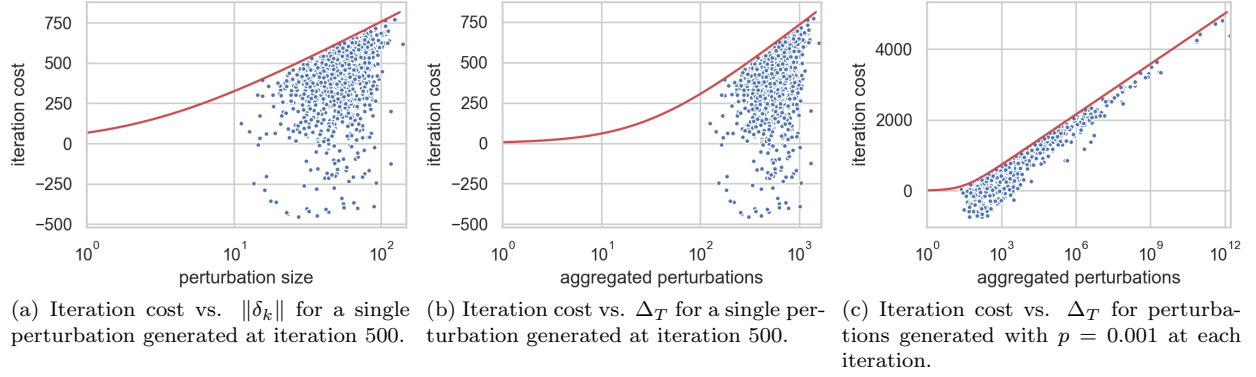 750
500
250
0
−250
−500
iteration cost
10^0
10^1
10^2
perturbation size
750
500
250
0
−250
−500
iteration cost
10^0
10^1
10^2
10^3
aggregated perturbations
4000
2000
0
iteration cost
10^0
10^3
10^6
10^9
10^12
aggregated perturbations
(a) Iteration cost vs. ‖δ_k‖ for a single
perturbation generated at iteration 500.
(b) Iteration cost vs. Δ_T for a single per-
turbation generated at iteration 500.
(c) Iteration cost vs. Δ_T for perturba-
tions generated with p = 0.001 at each
iteration.